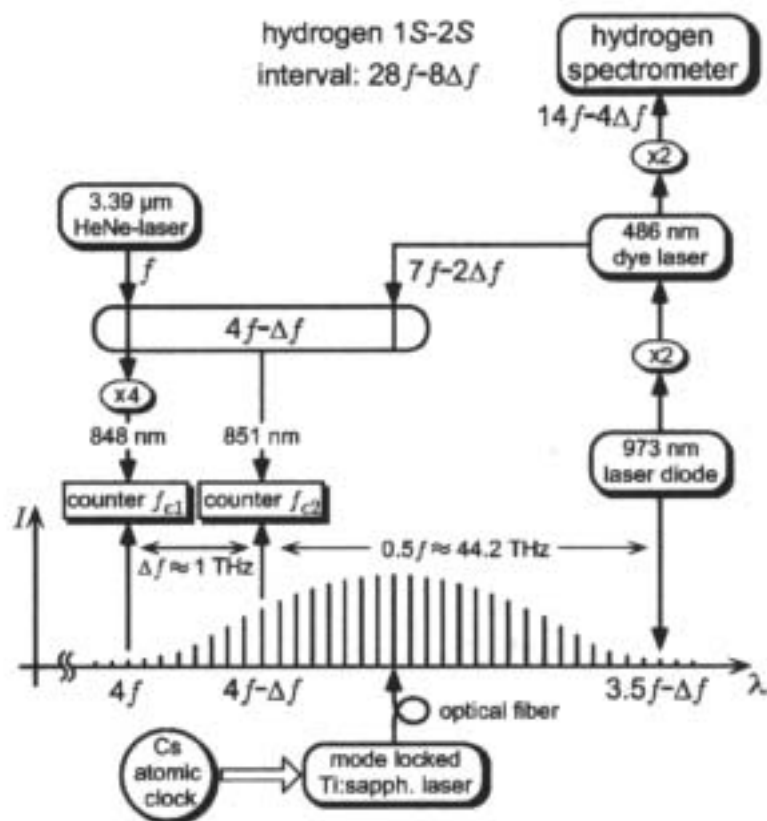 hydrogen 1S-2S
interval: 28f-8Δf
hydrogen
spectrometer
14f-4Δf
x2
3.39 µm
HeNe-laser
486 nm
dye laser
f
7f-2Δf
4f-Δf
x4
x2
848 nm
851 nm
973 nm
laser diode
counter f_c1
counter f_c2
I
Δf ≈ 1 THz
0.5f ≈ 44.2 THz
4f
4f-Δf
3.5f-Δf
λ
optical fiber
Cs
atomic
clock
mode locked
Ti:sapph. laser